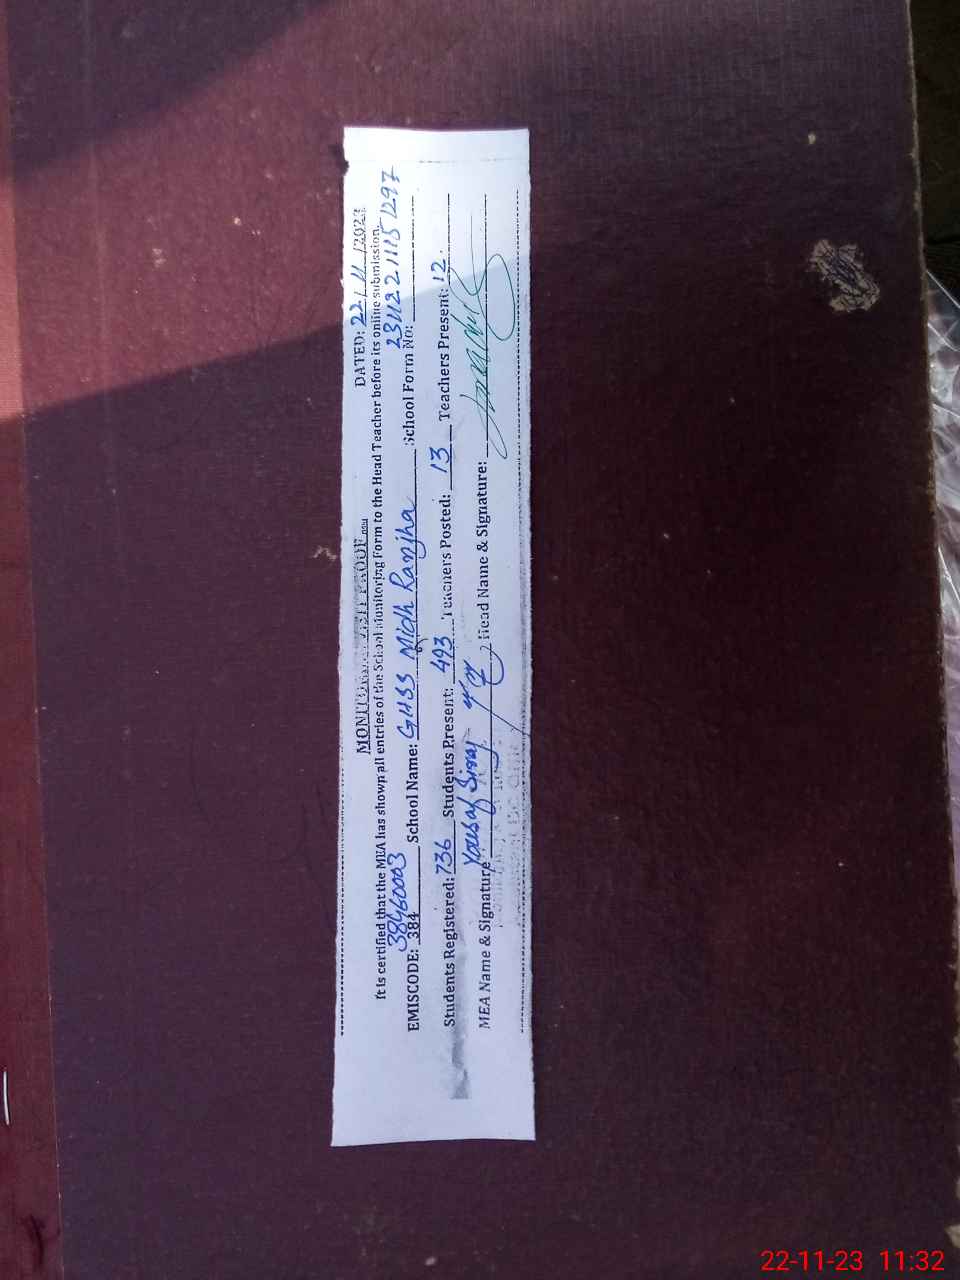 MONITORING VISIT PROOF
DATED: 22/11/2023
It is certified that the MEA has shown all entries of the School Monitoring Form to the Head Teacher before its online submission.
EMISCODE: 384 38460003 School Name: GHSS Midh Ranjha School Form No: 231122111151297
Students Registered: 736 Students Present: 493 Teachers Posted: 13 Teachers Present: 12.
MEA Name & Signature Yousaf Siraj Head Name & Signature:
22-11-23 11:32